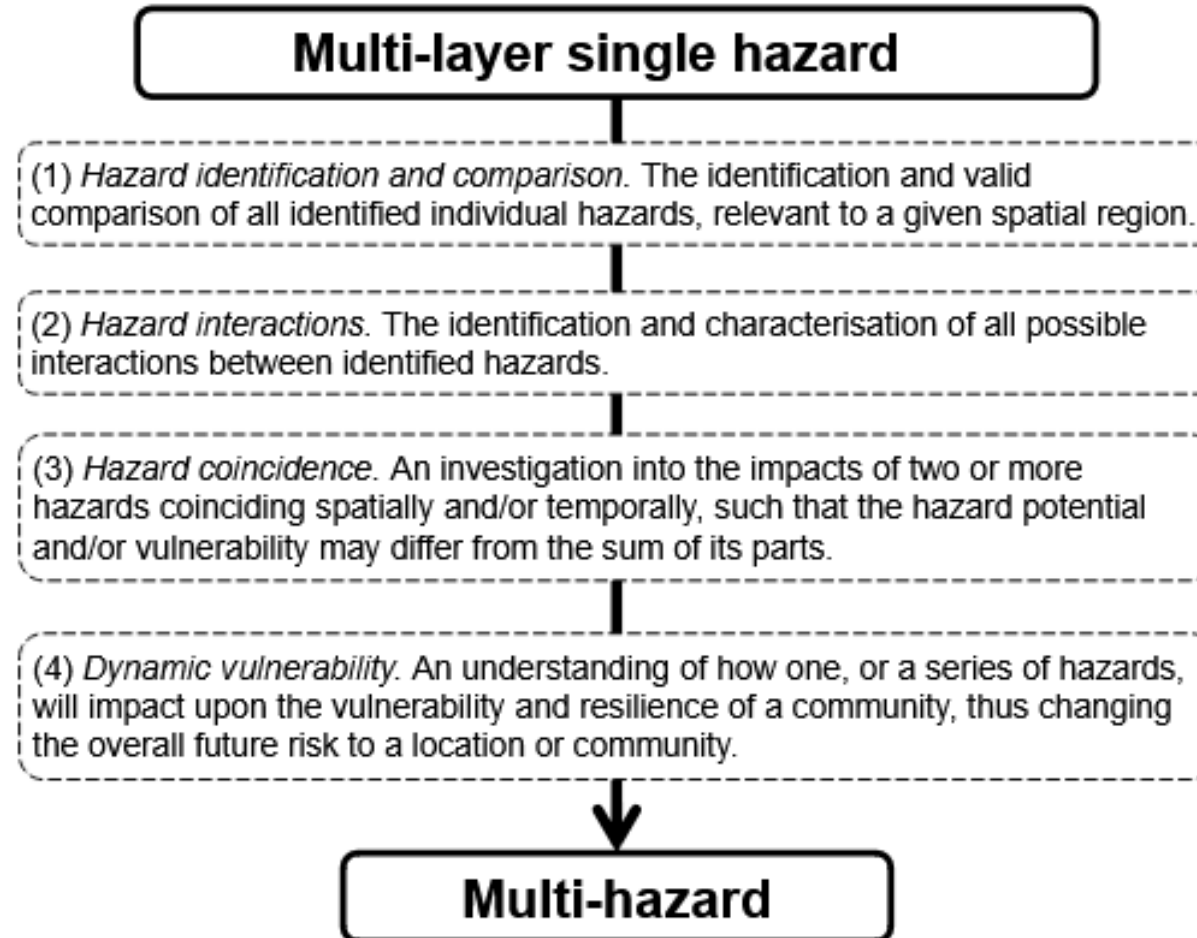 Multi-layer single hazard
(1) Hazard identification and comparison. The identification and valid
comparison of all identified individual hazards, relevant to a given spatial region.
(2) Hazard interactions. The identification and characterisation of all possible
interactions between identified hazards.
(3) Hazard coincidence. An investigation into the impacts of two or more
hazards coinciding spatially and/or temporally, such that the hazard potential
and/or vulnerability may differ from the sum of its parts.
(4) Dynamic vulnerability. An understanding of how one, or a series of hazards,
will impact upon the vulnerability and resilience of a community, thus changing
the overall future risk to a location or community.
Multi-hazard